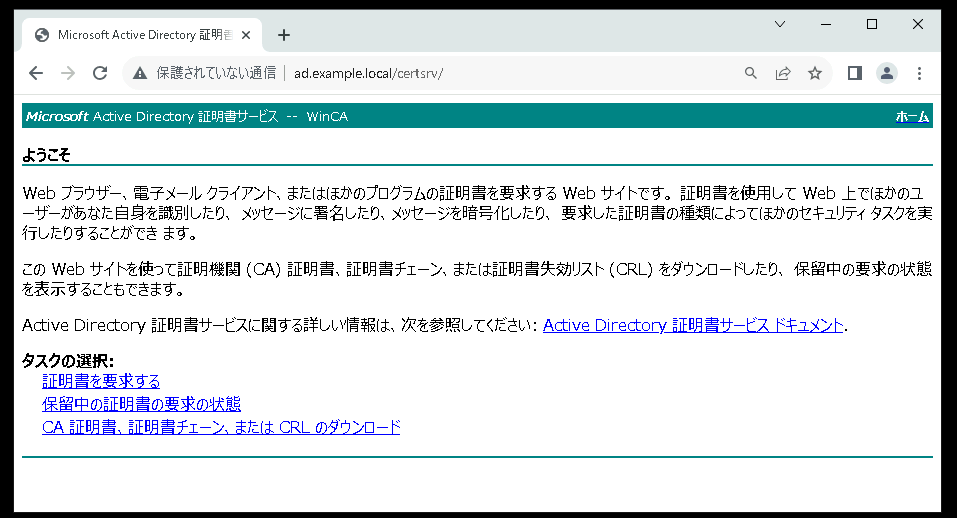 Microsoft Active Directory 証明書
保護されていない通信 ad.example.local/certsrv/
Microsoft Active Directory 証明書サービス -- WinCA ホーム
ようこそ
Web ブラウザー、電子メール クライアント、またはほかのプログラムの証明書を要求する Web サイトです。 証明書を使用して Web 上でほかのユ
ーザーがあなた自身を識別したり、 メッセージに署名したり、メッセージを暗号化したり、 要求した証明書の種類によってほかのセキュリティ タスクを実
行したりすることができ ます。
この Web サイトを使って証明機関 (CA) 証明書、証明書チェーン、または証明書失効リスト (CRL) をダウンロードしたり、 保留中の要求の状態
を表示することもできます。
Active Directory 証明書サービスに関する詳しい情報は、次を参照してください: Active Directory 証明書サービス ドキュメント.
タスクの選択:
証明書を要求する
保留中の証明書の要求の状態
CA 証明書、証明書チェーン、または CRL のダウンロード